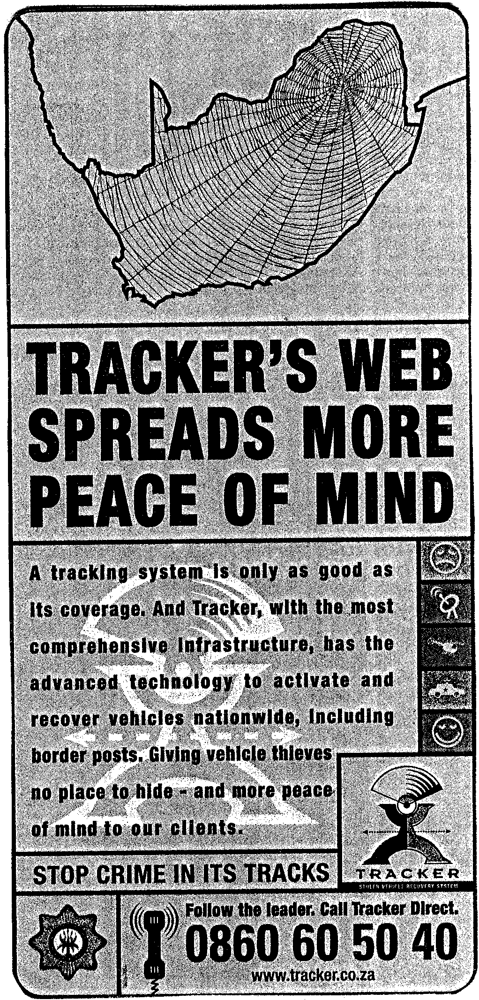 TRACKER'S WEB
SPREADS MORE
PEACE OF MIND
A tracking system is only as good as
its coverage. And Tracker, with the most
comprehensive infrastructure, has the
advanced technology to activate and
recover vehicles nationwide, including
border posts. Giving vehicle thieves
no place to hide - and more peace
of mind to our clients.
STOP CRIME IN ITS TRACKS
TRACKER
STOLEN VEHICLE RECOVERY SYSTEM
Follow the leader. Call Tracker Direct.
0860 60 50 40
www.tracker.co.za